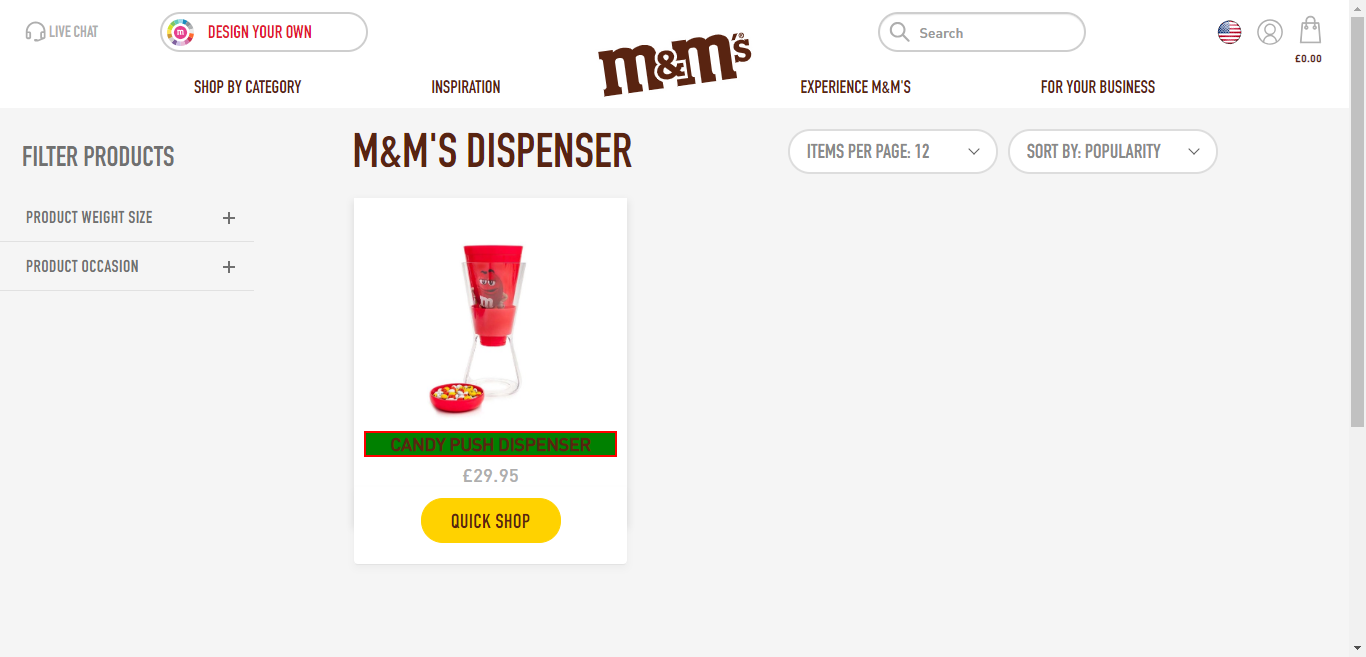 LIVE CHAT
m
DESIGN YOUR OWN
m&m's®
Search
£0.00
SHOP BY CATEGORY
INSPIRATION
EXPERIENCE M&M'S
FOR YOUR BUSINESS
FILTER PRODUCTS
PRODUCT WEIGHT SIZE
PRODUCT OCCASION
M&M'S DISPENSER
ITEMS PER PAGE: 12
SORT BY: POPULARITY
m
CANDY PUSH DISPENSER
£29.95
QUICK SHOP